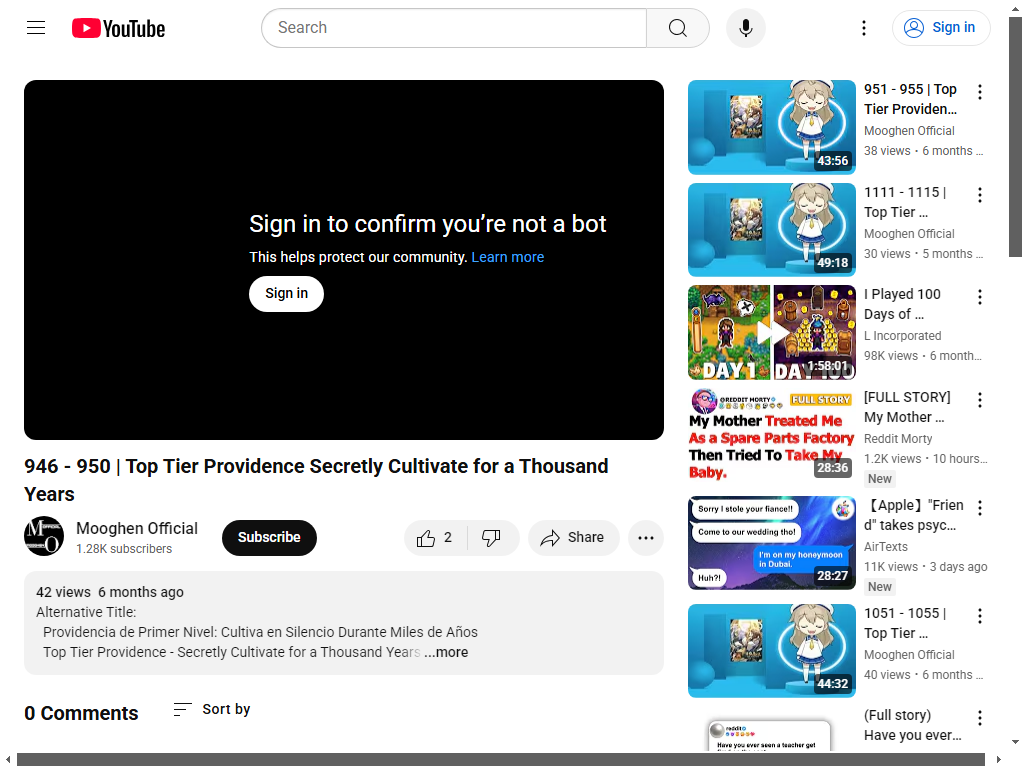 YouTube
Search
Sign in
Sign in to confirm you’re not a bot
This helps protect our community. Learn more
Sign in
946 - 950 | Top Tier Providence Secretly Cultivate for a Thousand
Years
Mooghen Official
1.28K subscribers
Subscribe
2
Share
42 views 6 months ago
Alternative Title:
Providencia de Primer Nivel: Cultiva en Silencio Durante Miles de Años
Top Tier Providence - Secretly Cultivate for a Thousand Years ...more
0 Comments
Sort by
43:56
951 - 955 | Top
Tier Providen...
Mooghen Official
38 views • 6 months ...
49:18
1111 - 1115 |
Top Tier ...
Mooghen Official
30 views • 5 months ...
DAY 1
DAY 100
1:58:01
I Played 100
Days of ...
L Incorporated
98K views • 6 month...
@REDDIT MORTY
FULL STORY
My Mother Treated Me
As a Spare Parts Factory
Then Tried To Take My
Baby.
28:36
[FULL STORY]
My Mother ...
Reddit Morty
1.2K views • 10 hours...
New
Sorry I stole your fiance!!
Come to our wedding tho!
I'm on my honeymoon
in Dubai.
Huh?!
28:27
【Apple】"Frien
d" takes psyc...
AirTexts
11K views • 3 days ago
New
44:32
1051 - 1055 |
Top Tier ...
Mooghen Official
40 views • 6 months ...
reddit
Have you ever seen a teacher get
(Full story)
Have you ever...